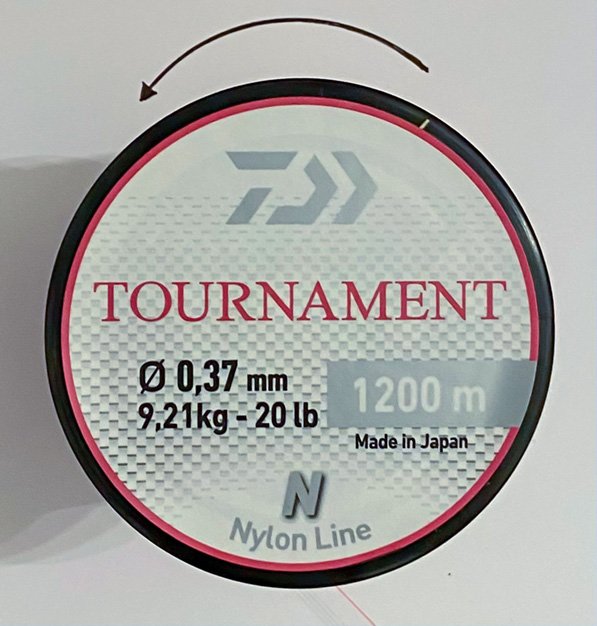 TOURNAMENT
Ø 0,37 mm
9,21kg - 20 lb
1200 m
Made in Japan
N
Nylon Line